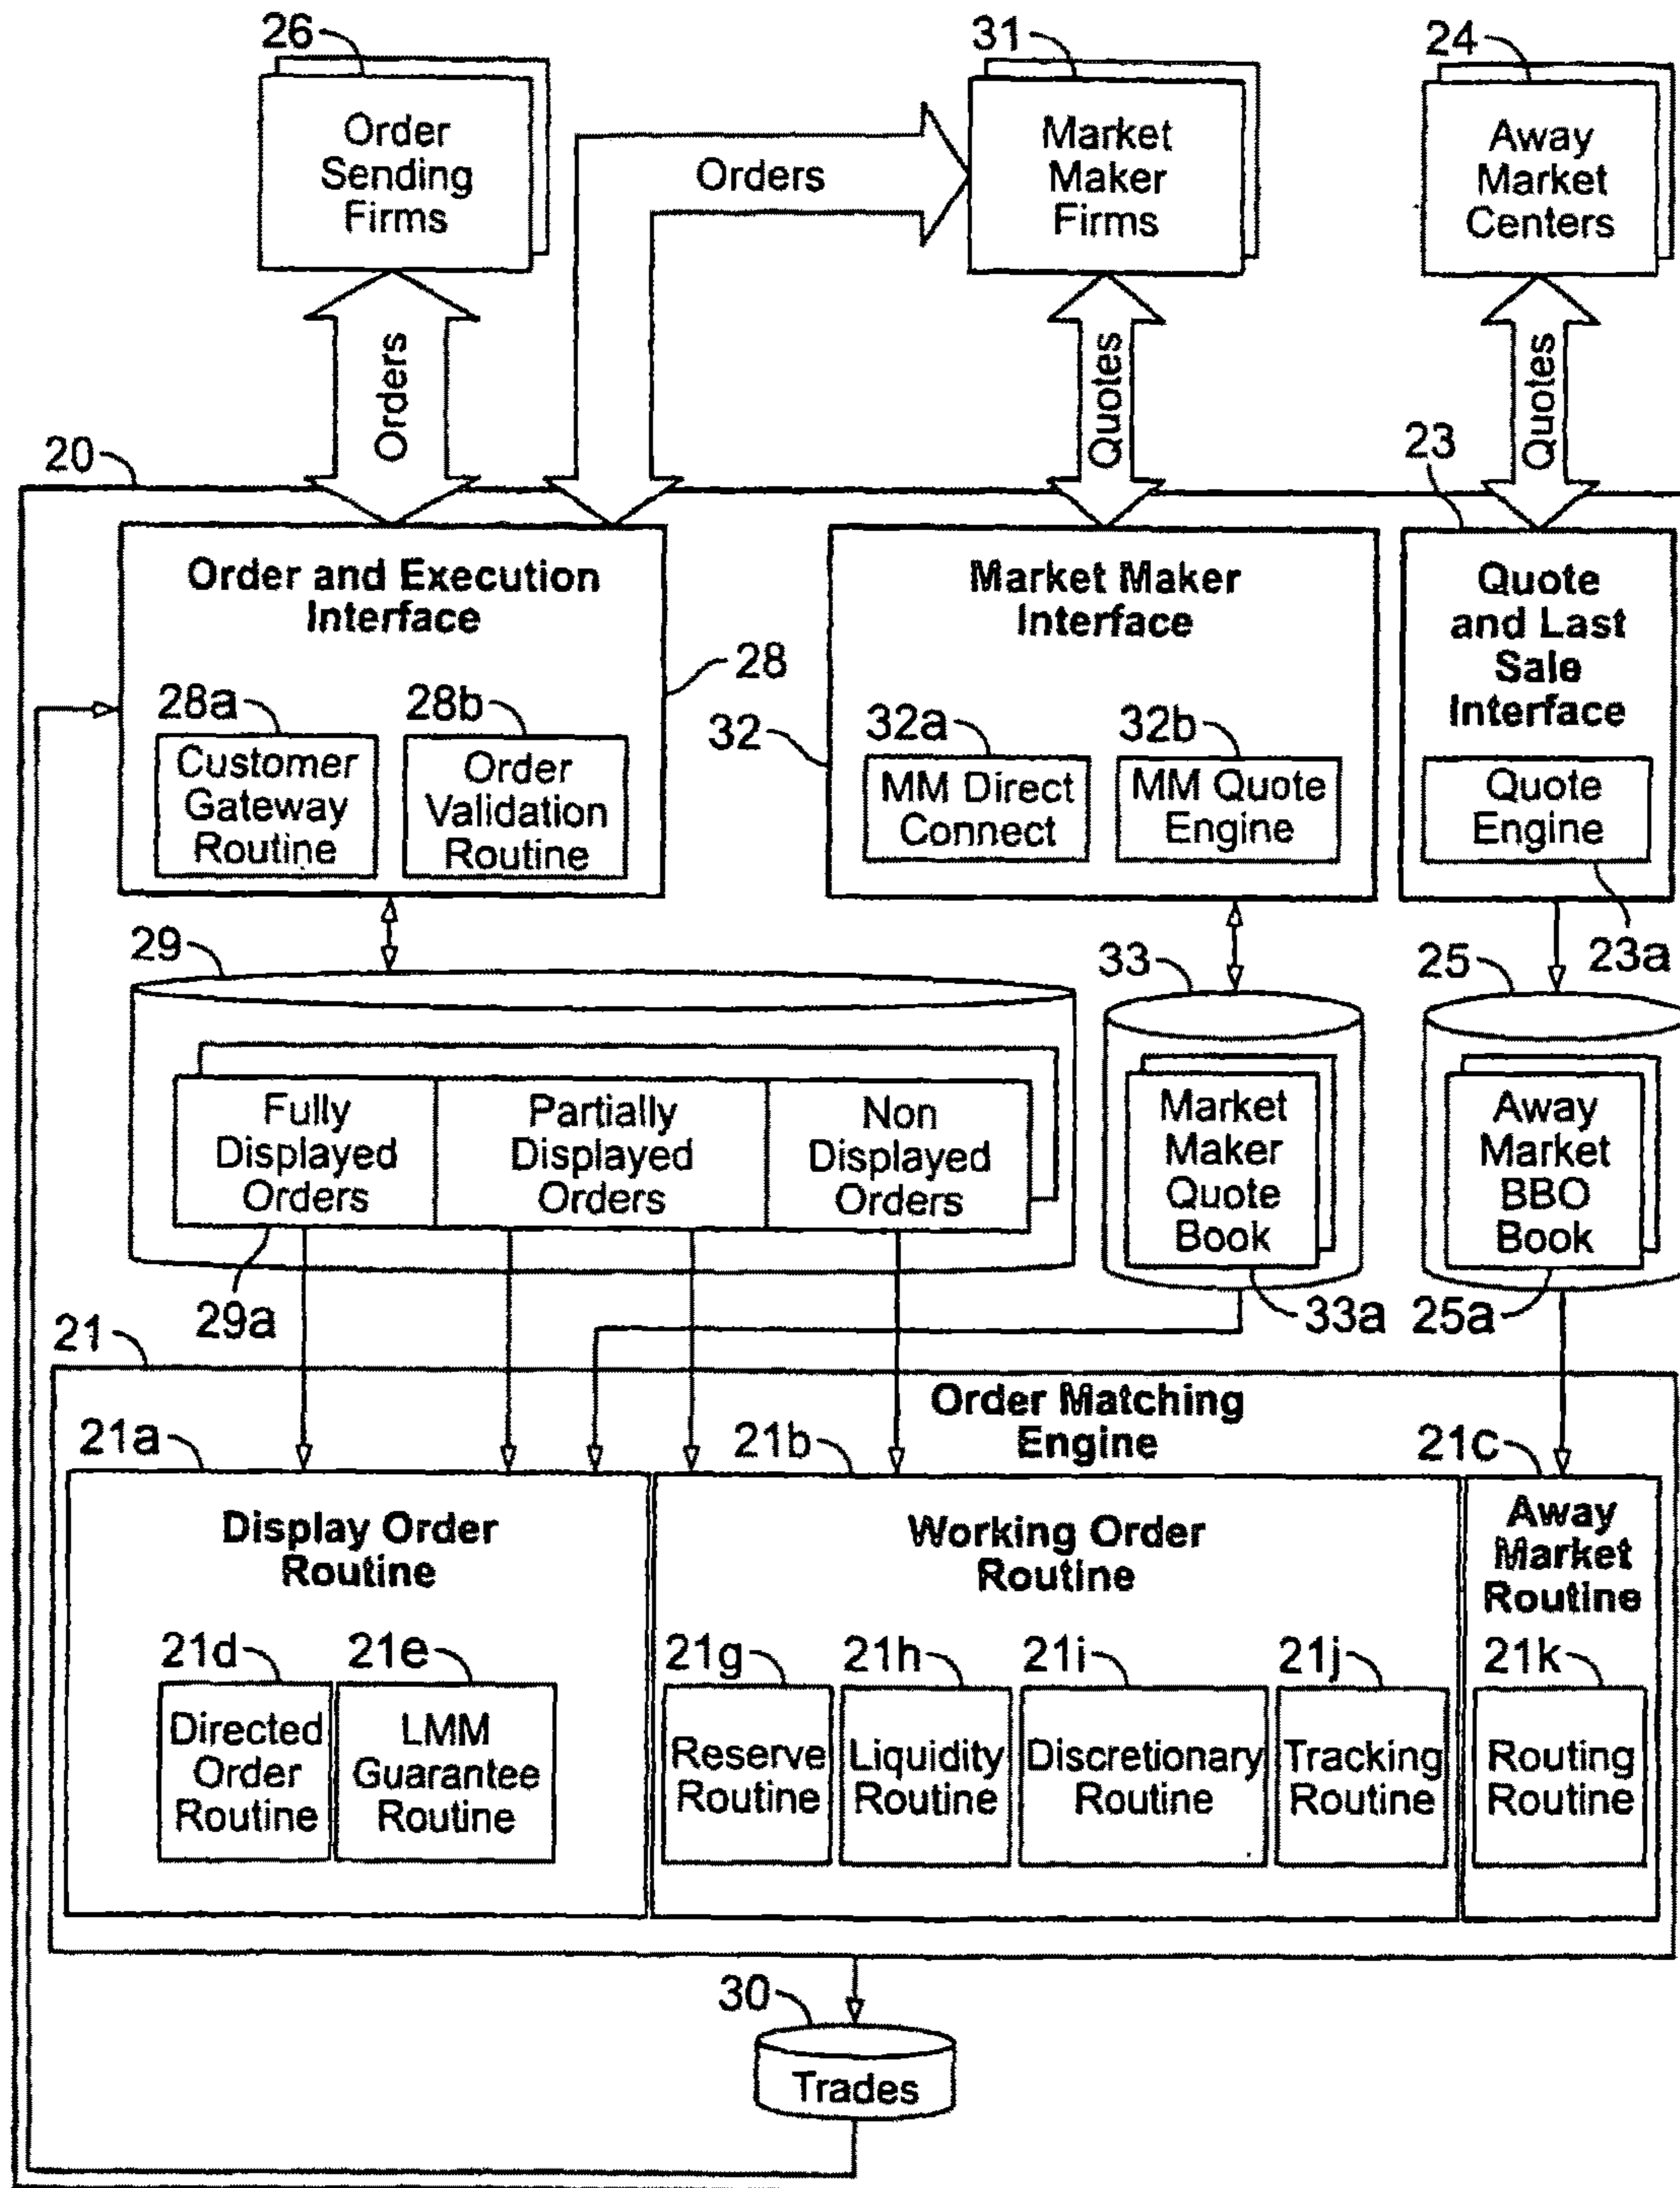 26
31
24
Order
Sending
Firms
Orders
Market
Maker
Firms
Away
Market
Centers
Orders
Quotes
Quotes
20
23
Order and Execution
Interface
28
28a
Customer
Gateway
Routine
28b
Order
Validation
Routine
Market Maker
Interface
32
32a
MM Direct
Connect
32b
MM Quote
Engine
Quote
and Last
Sale
Interface
Quote
Engine
23a
29
33
25
Fully
Displayed
Orders
Partially
Displayed
Orders
Non
Displayed
Orders
29a
Market
Maker
Quote
Book
33a
Away
Market
BBO
Book
25a
21
Order Matching
Engine
21a
21b
21c
Display Order
Routine
21d
Directed
Order
Routine
21e
LMM
Guarantee
Routine
Working Order
Routine
21g
Reserve
Routine
21h
Liquidity
Routine
21i
Discretionary
Routine
21j
Tracking
Routine
Away
Market
Routine
21k
Routing
Routine
30
Trades